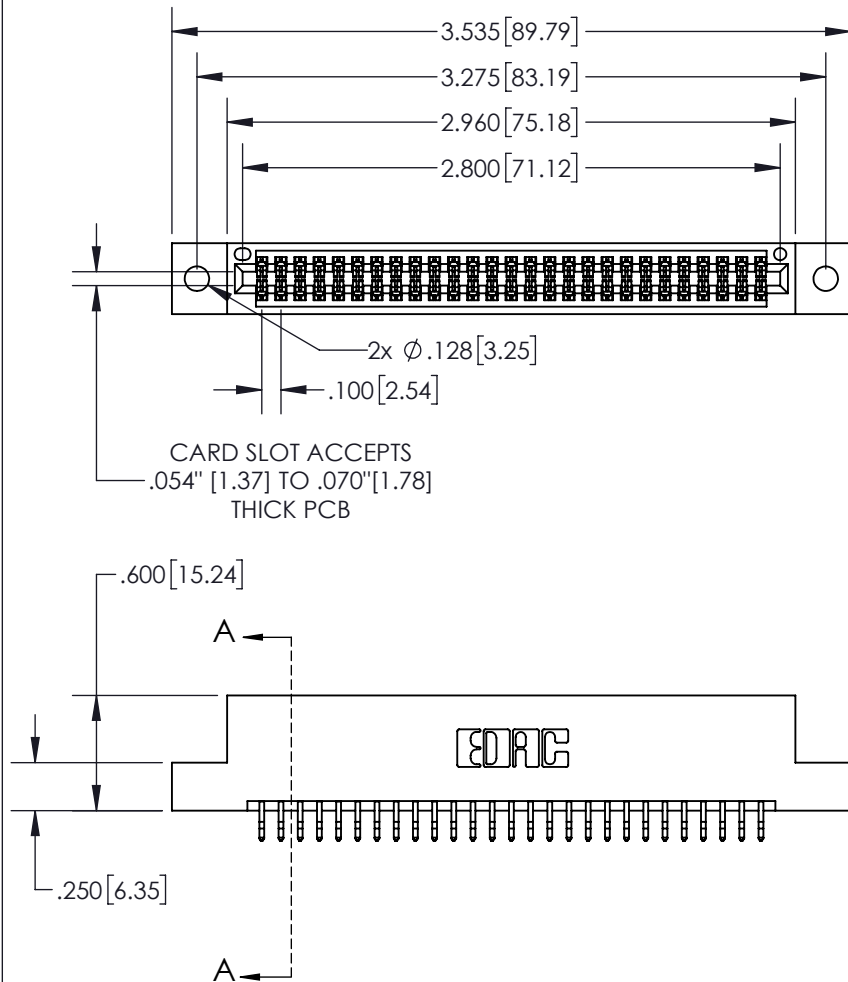 3.535[89.79]
3.275[83.19]
2.960[75.18]
2.800[71.12]
2x Ø.128[3.25]
.100[2.54]
CARD SLOT ACCEPTS
.054" [1.37] TO .070"[1.78]
THICK PCB
.600[15.24]
A
EDAC
.250[6.35]
A